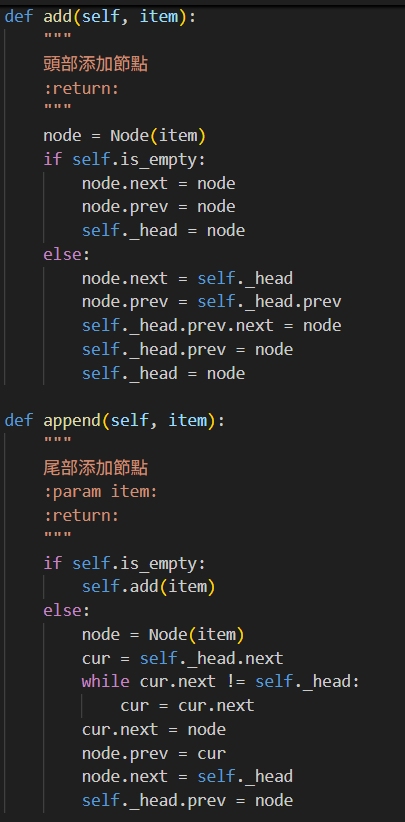 def add(self, item):
    """
    頭部添加節點
    :return:
    """
    node = Node(item)
    if self.is_empty:
        node.next = node
        node.prev = node
        self._head = node
    else:
        node.next = self._head
        node.prev = self._head.prev
        self._head.prev.next = node
        self._head.prev = node
        self._head = node

def append(self, item):
    """
    尾部添加節點
    :param item:
    :return:
    """
    if self.is_empty:
        self.add(item)
    else:
        node = Node(item)
        cur = self._head.next
        while cur.next != self._head:
            cur = cur.next
        cur.next = node
        node.prev = cur
        node.next = self._head
        self._head.prev = node